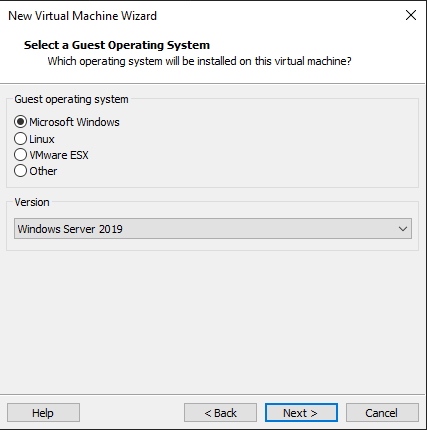 New Virtual Machine Wizard
Select a Guest Operating System
Which operating system will be installed on this virtual machine?
Guest operating system
Microsoft Windows
Linux
VMware ESX
Other
Version
Windows Server 2019
Help
< Back
Next >
Cancel